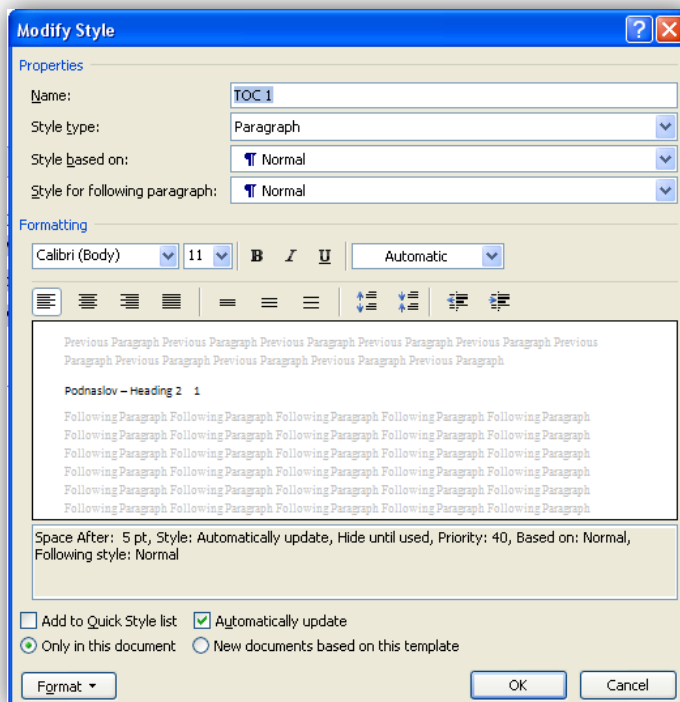 Modify Style
Properties
Name: TOC 1
Style type: Paragraph
Style based on: ¶ Normal
Style for following paragraph: ¶ Normal
Formatting
Calibri (Body) 11 B I U Automatic
Previous Paragraph Previous Paragraph Previous Paragraph Previous Paragraph Previous Paragraph Previous
Paragraph Previous Paragraph Previous Paragraph Previous Paragraph Previous Paragraph
Podnaslov – Heading 2 1
Following Paragraph Following Paragraph Following Paragraph Following Paragraph Following Paragraph
Following Paragraph Following Paragraph Following Paragraph Following Paragraph Following Paragraph
Following Paragraph Following Paragraph Following Paragraph Following Paragraph Following Paragraph
Following Paragraph Following Paragraph Following Paragraph Following Paragraph Following Paragraph
Following Paragraph Following Paragraph Following Paragraph Following Paragraph Following Paragraph
Following Paragraph Following Paragraph Following Paragraph Following Paragraph Following Paragraph
Space After: 5 pt, Style: Automatically update, Hide until used, Priority: 40, Based on: Normal,
Following style: Normal
Add to Quick Style list Automatically update
Only in this document New documents based on this template
Format OK Cancel